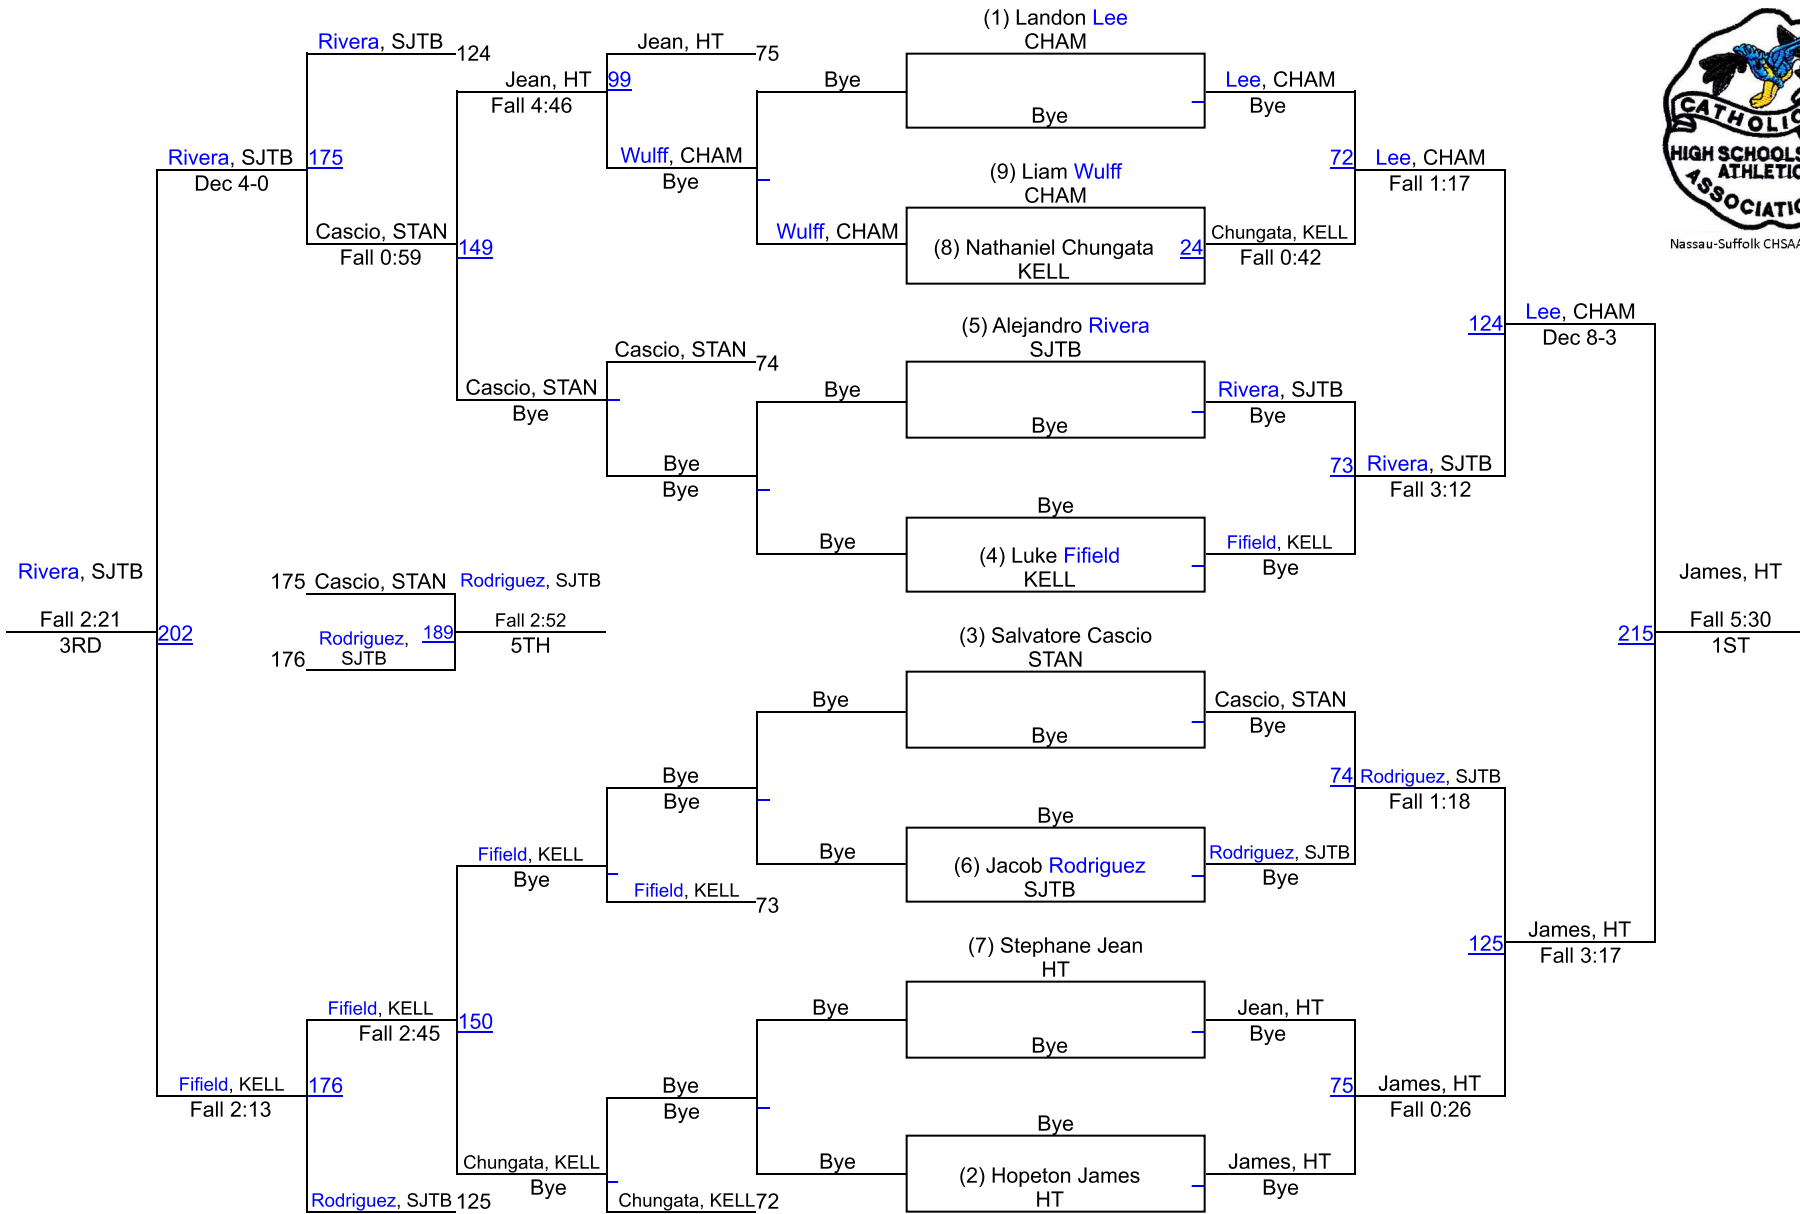 (1) Landon Lee
CHAM
Rivera, SJTB
124
Jean, HT
75
Jean, HT
99
Fall 4:46
Bye
Bye
Lee, CHAM
Bye
CATHOLIC
HIGH SCHOOLS
ATHLETIC
ASSOCIATIO
Nassau-Suffolk CHSAA
Rivera, SJTB
175
Dec 4-0
Wulff, CHAM
Bye
(9) Liam Wulff
CHAM
72
Lee, CHAM
Fall 1:17
Cascio, STAN
149
Fall 0:59
Wulff, CHAM
(8) Nathaniel Chungata
24
KELL
Chungata, KELL
Fall 0:42
(5) Alejandro Rivera
SJTB
124
Lee, CHAM
Dec 8-3
Cascio, STAN
74
Cascio, STAN
Bye
Bye
Bye
Rivera, SJTB
Bye
Bye
Bye
73
Rivera, SJTB
Fall 3:12
Bye
Bye
(4) Luke Fifield
KELL
Fifield, KELL
Bye
Rivera, SJTB
Fall 2:21
202
3RD
175
Cascio, STAN
Rodriguez, SJTB
Rodriguez,
SJTB
176
189
Fall 2:52
5TH
James, HT
Fall 5:30
215
1ST
(3) Salvatore Cascio
STAN
Bye
Bye
Cascio, STAN
Bye
Bye
Bye
74
Rodriguez, SJTB
Fall 1:18
Bye
Bye
(6) Jacob Rodriguez
SJTB
Rodriguez, SJTB
Bye
Fifield, KELL
Bye
Fifield, KELL
73
(7) Stephane Jean
HT
125
James, HT
Fall 3:17
Fifield, KELL
150
Fall 2:45
Bye
Bye
Jean, HT
Bye
Fifield, KELL
176
Fall 2:13
Bye
Bye
75
James, HT
Fall 0:26
Bye
Chungata, KELL
Bye
Bye
(2) Hopeton James
HT
James, HT
Bye
Rodriguez, SJTB
125
Chungata, KELL
72